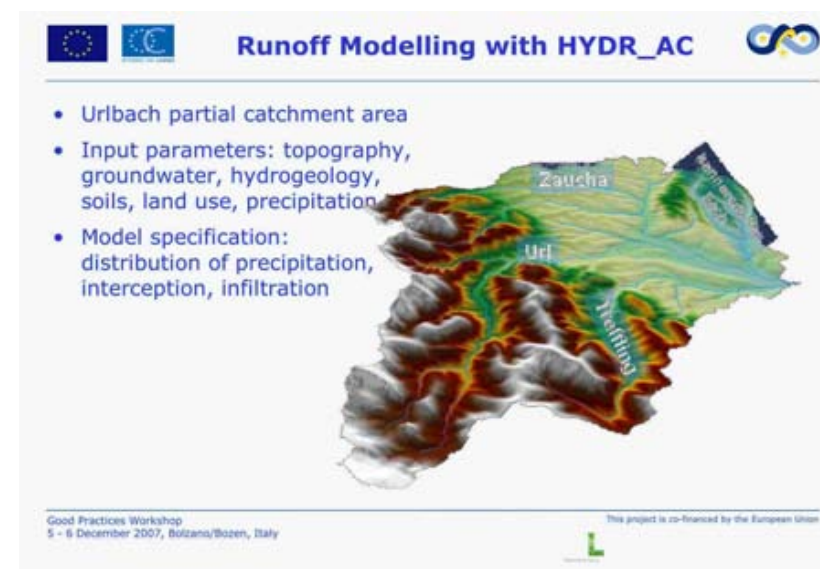 Runoff Modelling with HYDR_AC
• Urlbach partial catchment area
• Input parameters: topography,
groundwater, hydrogeology,
soils, land use, precipitation
• Model specification:
distribution of precipitation,
interception, infiltration
Zaucha
Url
Treffling
Good Practices Workshop
5 - 6 December 2007, Bolzano/Bozen, Italy
This project is co-financed by the European Union